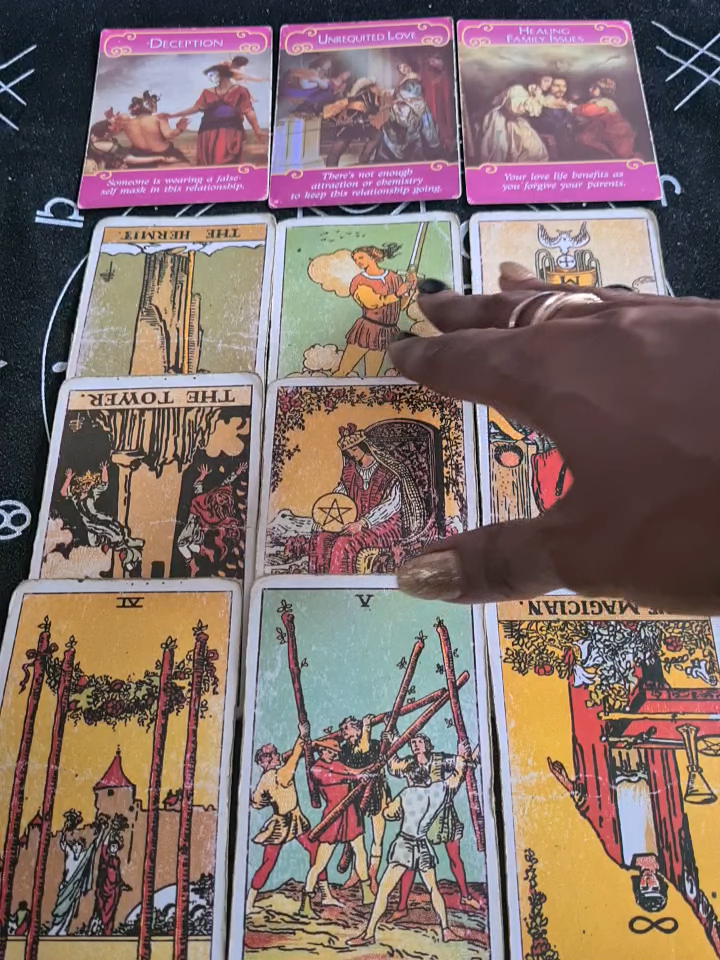 DECEPTION
Someone is wearing a false-
self mask in this relationship.
UNREQUITED LOVE
There's not enough
attraction or chemistry
to keep this relationship going.
HEALING
FAMILY ISSUES
Your love life benefits as
you forgive your parents.
THE HERMIT.
THE TOWER.
IV
V
MAGICIAN.